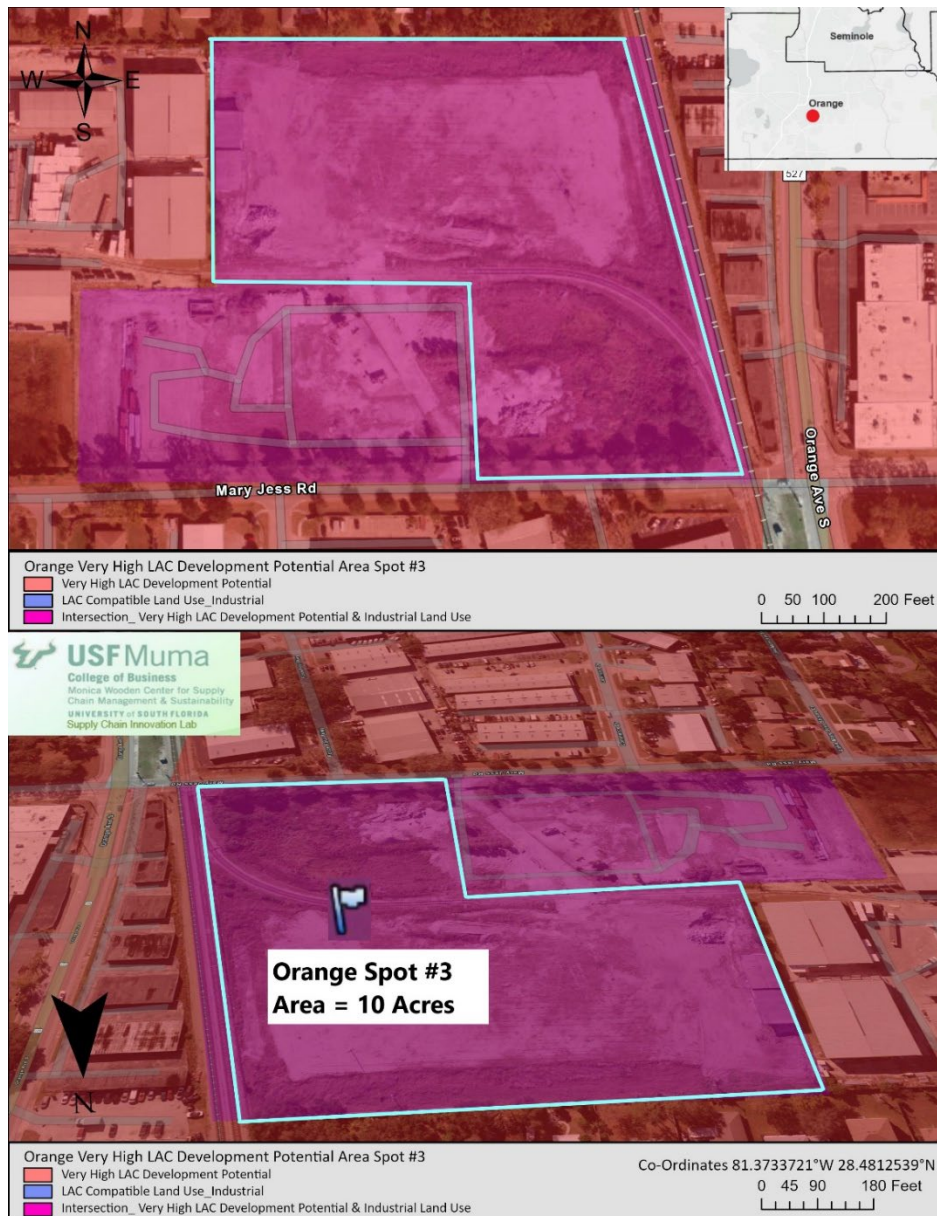 N
W E
S
Seminole
Orange
527
Orange Ave S
Mary Jess Rd
Orange Very High LAC Development Potential Area Spot #3
Very High LAC Development Potential
LAC Compatible Land Use_Industrial
Intersection_ Very High LAC Development Potential & Industrial Land Use
0 50 100 200 Feet
USF Muma
College of Business
Monica Wooden Center for Supply
Chain Management & Sustainability
UNIVERSITY of SOUTH FLORIDA
Supply Chain Innovation Lab
Orange Spot #3
Area = 10 Acres
N
Orange Very High LAC Development Potential Area Spot #3
Very High LAC Development Potential
LAC Compatible Land Use_Industrial
Intersection_ Very High LAC Development Potential & Industrial Land Use
Co-Ordinates 81.3733721°W 28.4812539°N
0 45 90 180 Feet